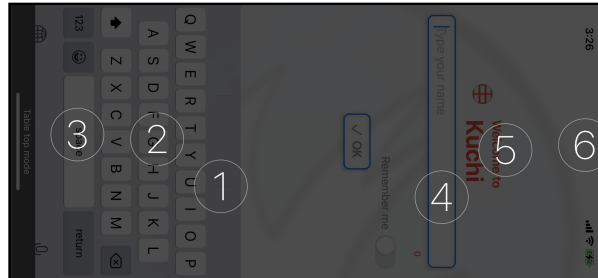 3:26
6
Welcome to
Kuchi
5
Type your name
4
0
Remember me
✓ OK
1
Q W E R T Y U I O P
A S D F G H J K L
2
Z X C V B N M
123 space return
3
Table top mode